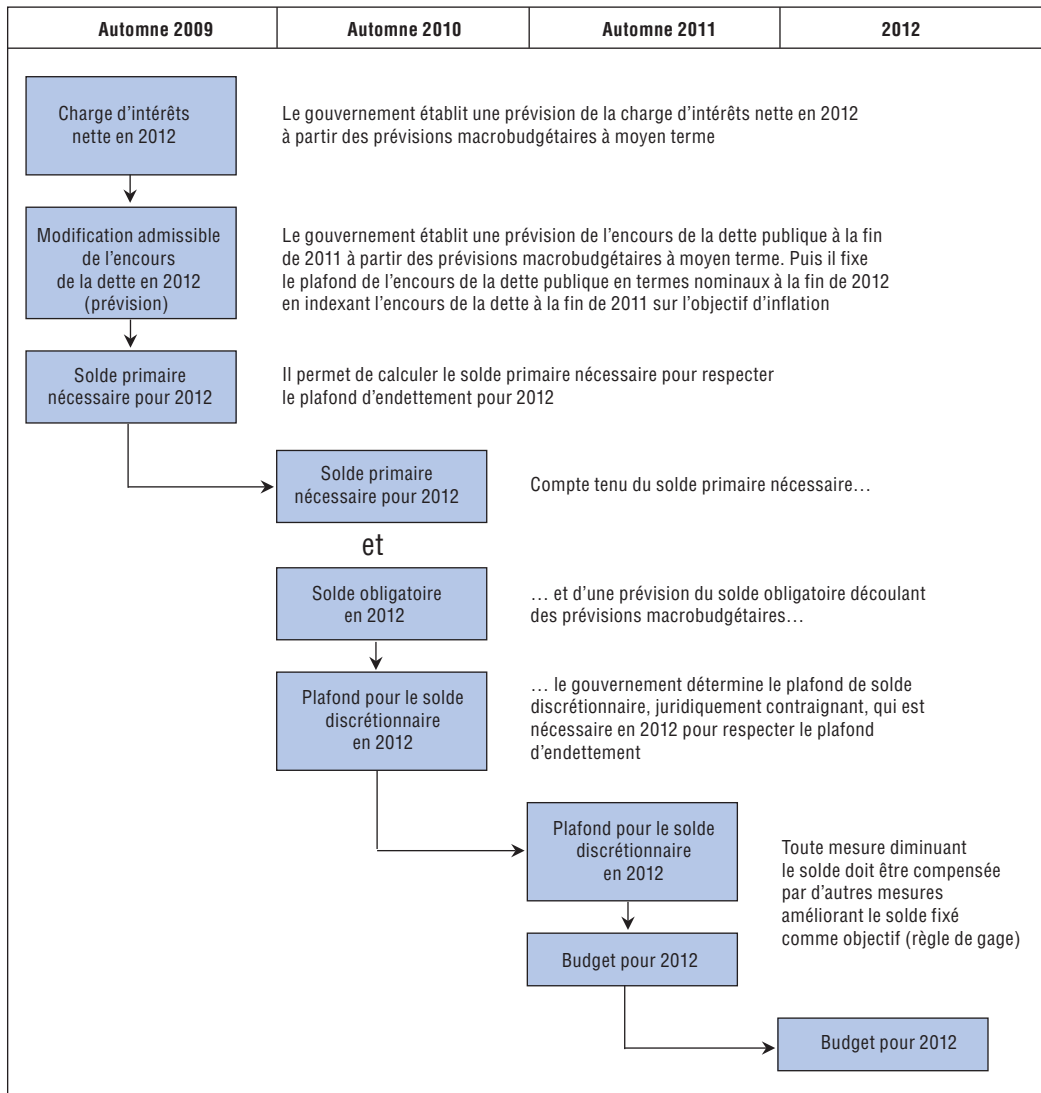 Automne 2009 Automne 2010 Automne 2011 2012
Charge d'intérêts
nette en 2012
Le gouvernement établit une prévision de la charge d'intérêts nette en 2012
à partir des prévisions macrobudgétaires à moyen terme
Modification admissible
de l'encours
de la dette en 2012
(prévision)
Le gouvernement établit une prévision de l'encours de la dette publique à la fin
de 2011 à partir des prévisions macrobudgétaires à moyen terme. Puis il fixe
le plafond de l'encours de la dette publique en termes nominaux à la fin de 2012
en indexant l'encours de la dette à la fin de 2011 sur l'objectif d'inflation
Solde primaire
nécessaire pour 2012
Il permet de calculer le solde primaire nécessaire pour respecter
le plafond d'endettement pour 2012
Solde primaire
nécessaire pour 2012
Compte tenu du solde primaire nécessaire…
et
Solde obligatoire
en 2012
… et d'une prévision du solde obligatoire découlant
des prévisions macrobudgétaires…
Plafond pour le solde
discrétionnaire
en 2012
… le gouvernement détermine le plafond de solde
discrétionnaire, juridiquement contraignant, qui est
nécessaire en 2012 pour respecter le plafond
d'endettement
Plafond pour le solde
discrétionnaire
en 2012
Toute mesure diminuant
le solde doit être compensée
par d'autres mesures
améliorant le solde fixé
comme objectif (règle de gage)
Budget pour 2012
Budget pour 2012